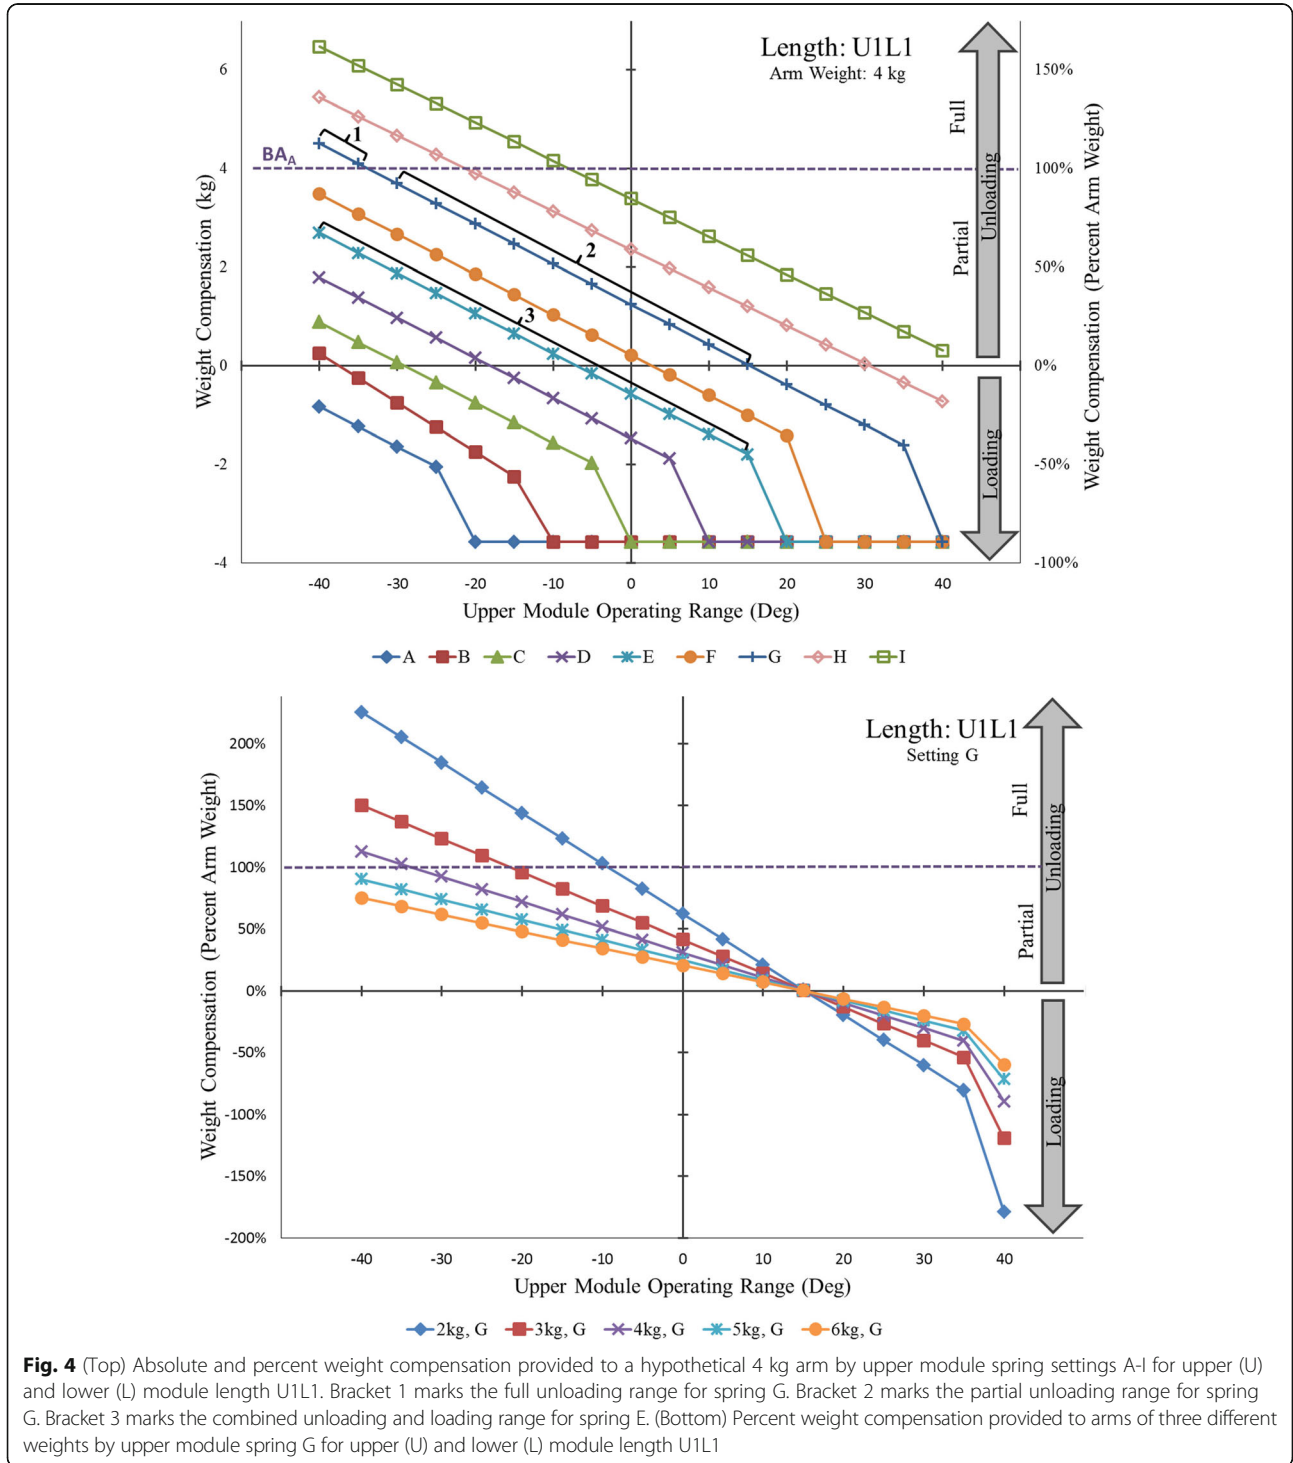 Length: U1L1
Arm Weight: 4 kg
Weight Compensation (kg)
6
4
2
0
-2
-4
BAA
1
2
3
150%
100%
50%
0%
-50%
-100%
Weight Compensation (Percent Arm Weight)
Full
Partial
Unloading
Loading
-40 -30 -20 -10 0 10 20 30 40
Upper Module Operating Range (Deg)
A B C D E F G H I
Length: U1L1
Setting G
Weight Compensation (Percent Arm Weight)
200%
150%
100%
50%
0%
-50%
-100%
-150%
-200%
Full
Partial
Unloading
Loading
-40 -30 -20 -10 0 10 20 30 40
Upper Module Operating Range (Deg)
2kg, G 3kg, G 4kg, G 5kg, G 6kg, G
Fig. 4 (Top) Absolute and percent weight compensation provided to a hypothetical 4 kg arm by upper module spring settings A-I for upper (U)
and lower (L) module length U1L1. Bracket 1 marks the full unloading range for spring G. Bracket 2 marks the partial unloading range for spring
G. Bracket 3 marks the combined unloading and loading range for spring E. (Bottom) Percent weight compensation provided to arms of three different
weights by upper module spring G for upper (U) and lower (L) module length U1L1